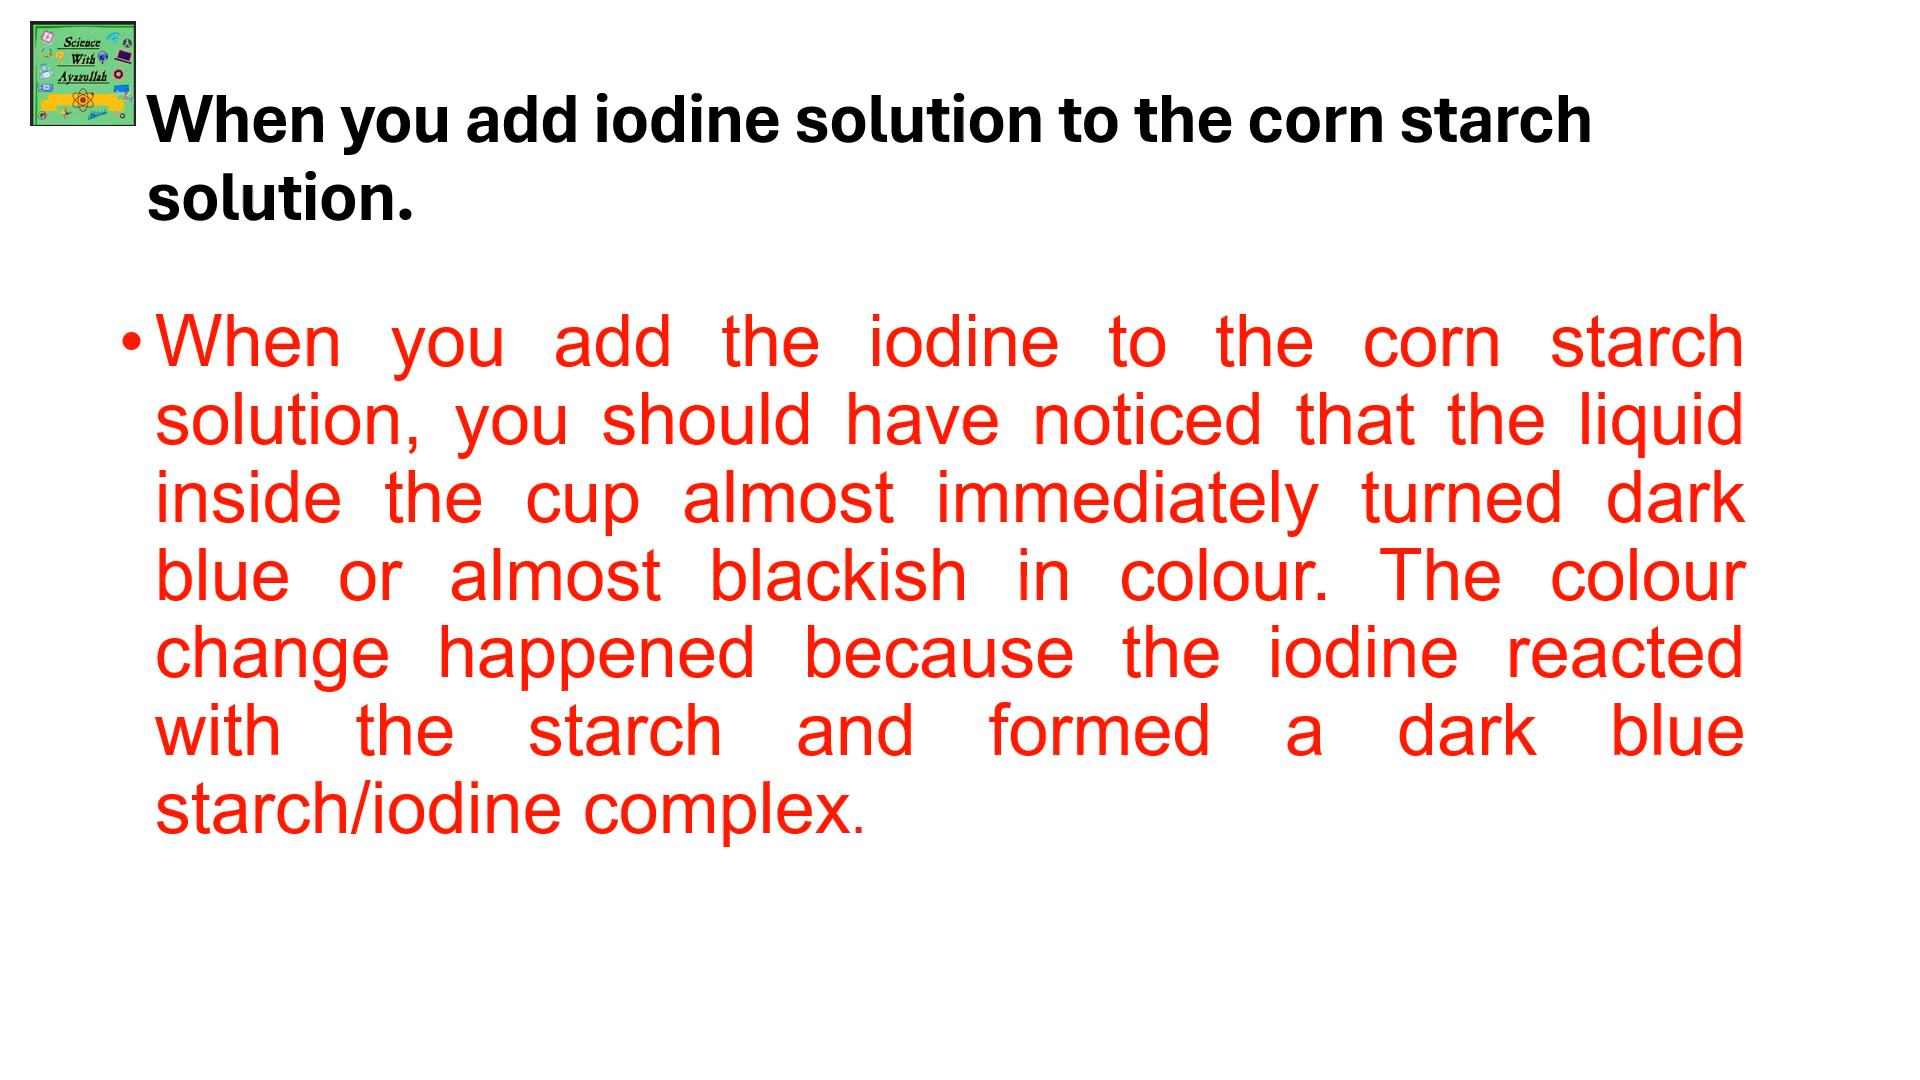 Science
With
Ayazullah
When you add iodine solution to the corn starch
solution.
• When you add the iodine to the corn starch
solution, you should have noticed that the liquid
inside the cup almost immediately turned dark
blue or almost blackish in colour. The colour
change happened because the iodine reacted
with the starch and formed a dark blue
starch/iodine complex.